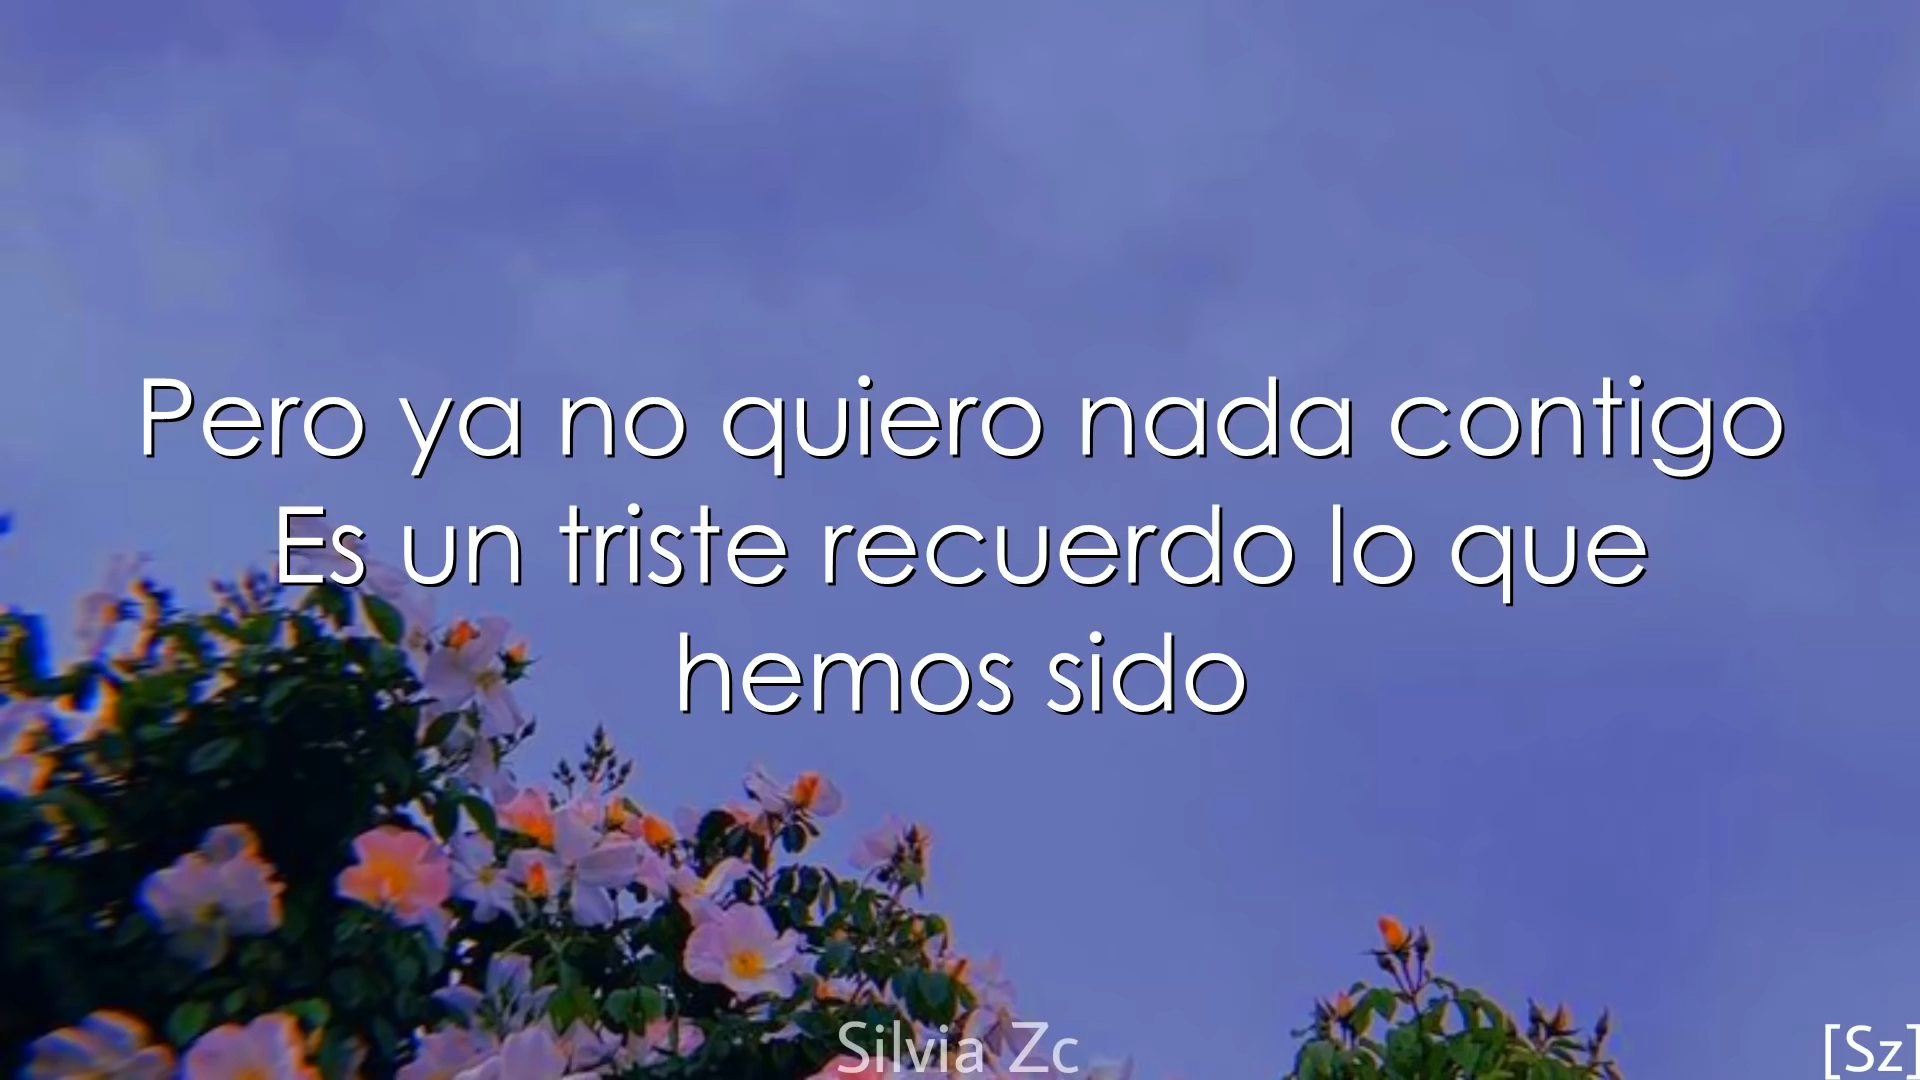 Pero ya no quiero nada contigo
Es un triste recuerdo lo que
hemos sido
Silvia Zc
[Sz]